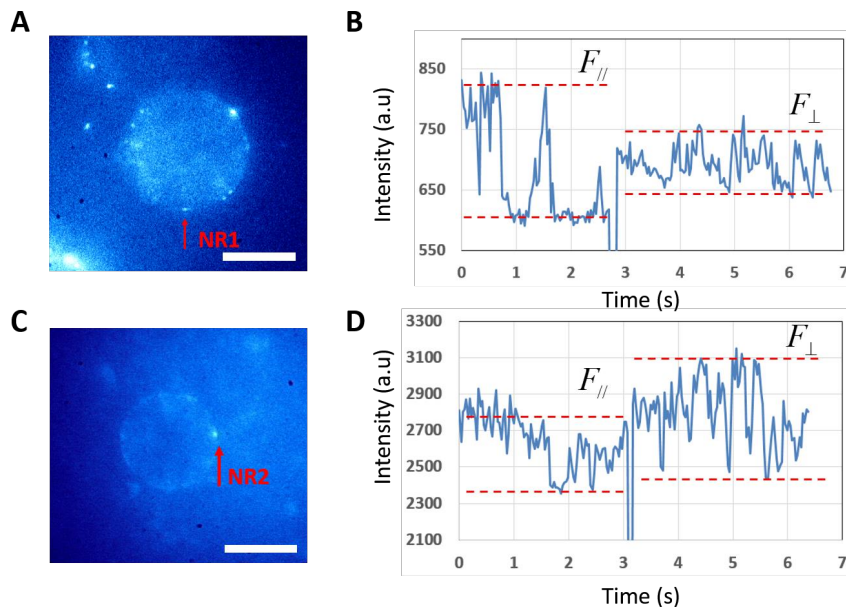 A
NR1
B
Intensity (a.u)
850
750
650
550
F//
F⊥
0 1 2 3 4 5 6 7
Time (s)
C
NR2
D
Intensity (a.u)
3300
3100
2900
2700
2500
2300
2100
F//
F⊥
0 1 2 3 4 5 6 7
Time (s)